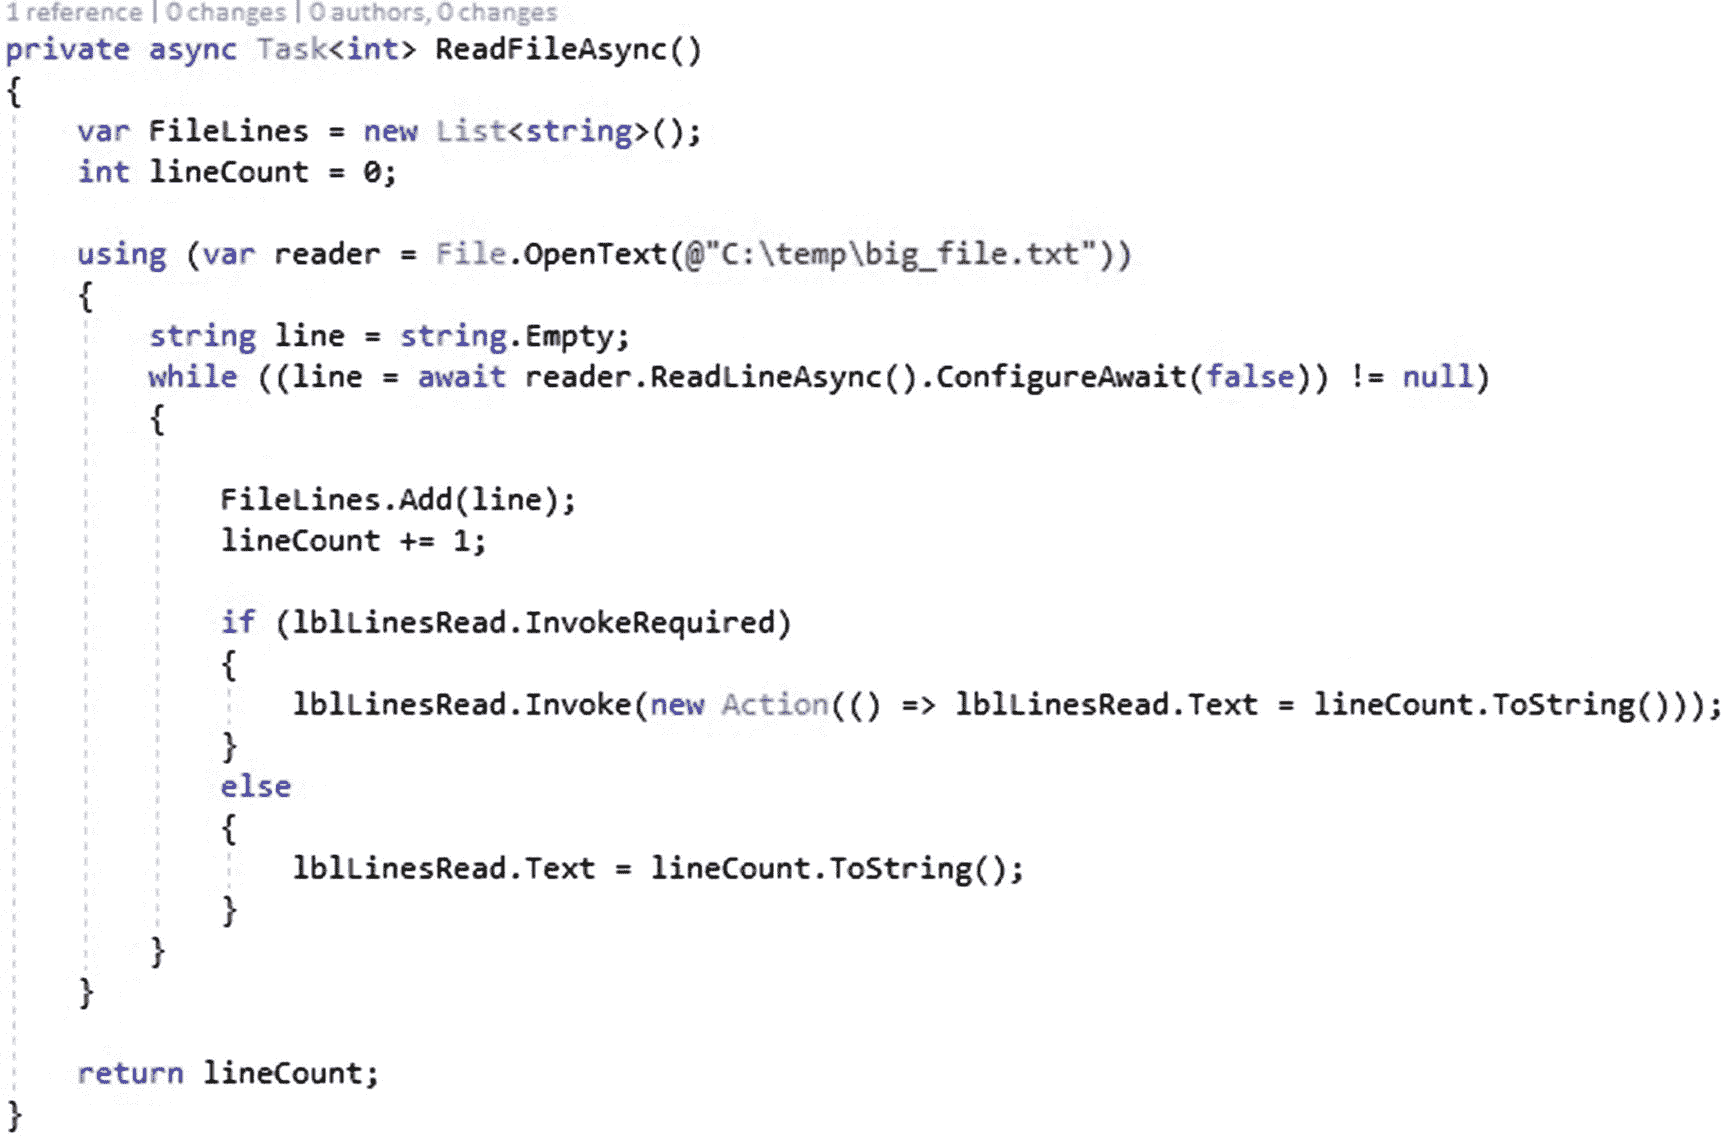 1 reference | 0 changes | 0 authors, 0 changes
private async Task<int> ReadFileAsync()
{
    var FileLines = new List<string>();
    int lineCount = 0;

    using (var reader = File.OpenText(@"C:\temp\big_file.txt"))
    {
        string line = string.Empty;
        while ((line = await reader.ReadLineAsync().ConfigureAwait(false)) != null)
        {

            FileLines.Add(line);
            lineCount += 1;

            if (lblLinesRead.InvokeRequired)
            {
                lblLinesRead.Invoke(new Action(() => lblLinesRead.Text = lineCount.ToString()));
            }
            else
            {
                lblLinesRead.Text = lineCount.ToString();
            }
        }
    }

    return lineCount;
}